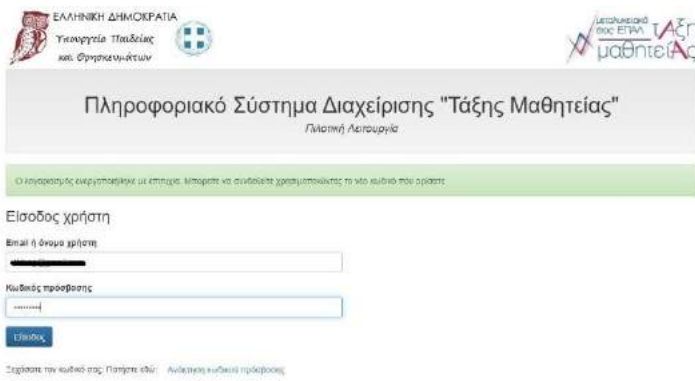 ΕΛΛΗΝΙΚΗ ΔΗΜΟΚΡΑΤΙΑ
Υπουργείο Παιδείας
και Θρησκευμάτων
μεταλυκειακό
έτος ΕΠΑΛ τΑξη
μαθητείΑς
Πληροφοριακό Σύστημα Διαχείρισης "Τάξης Μαθητείας"
Πιλοτική Λειτουργία
Ο λογαριασμός ενεργοποιήθηκε με επιτυχία. Μπορείτε να συνδεθείτε χρησιμοποιώντας το νέο κωδικό που ορίσατε
Είσοδος χρήστη
Email ή όνομα χρήστη
Κωδικός πρόσβασης
Είσοδος
Ξεχάσατε τον κωδικό σας; Πατήστε εδώ: Ανάκτηση κωδικού πρόσβασης